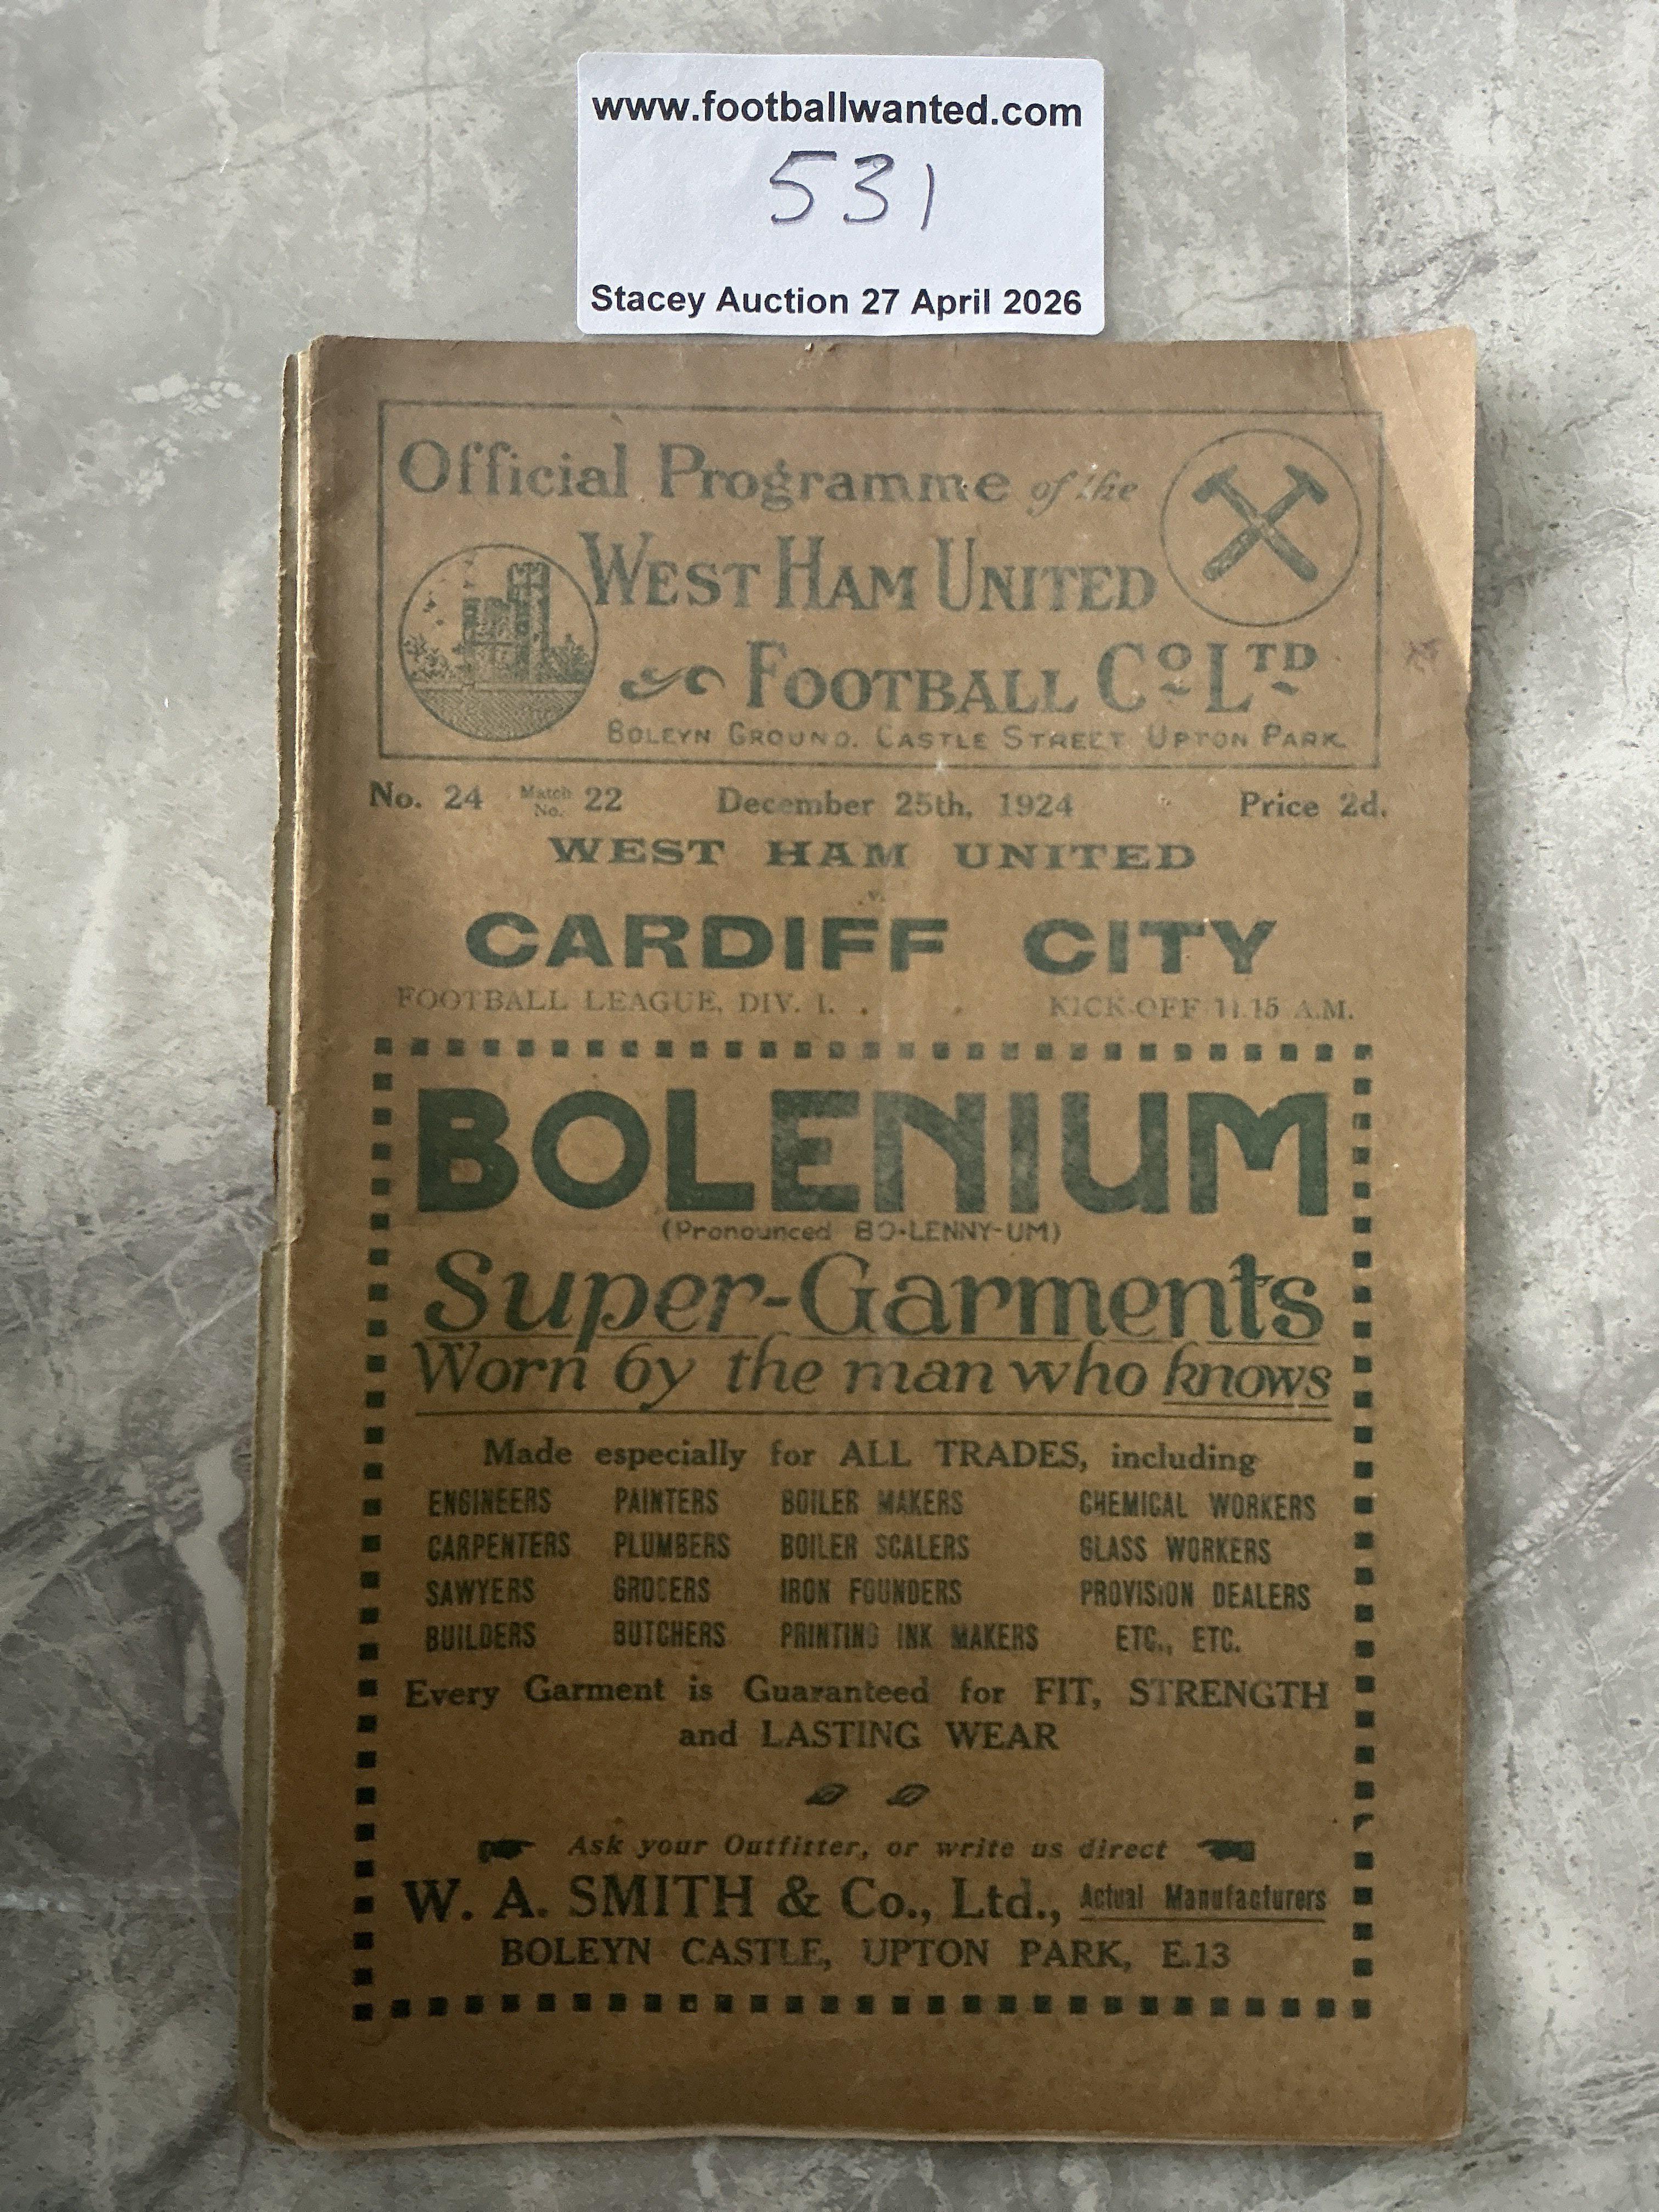 www.footballwanted.com
531
Stacey Auction 27 April 2026
Official Programme of the
WEST HAM UNITED
FOOTBALL CO LTD
BOLEYN GROUND. CASTLE STREET UPTON PARK.
No. 24 Match No. 22 December 25th, 1924 Price 2d.
WEST HAM UNITED
v.
CARDIFF CITY
FOOTBALL LEAGUE, DIV. I. . . KICK-OFF 11.15 A.M.
BOLENIUM
(Pronounced BO-LENNY-UM)
Super-Garments
Worn by the man who knows
Made especially for ALL TRADES, including
ENGINEERS PAINTERS BOILER MAKERS CHEMICAL WORKERS
CARPENTERS PLUMBERS BOILER SCALERS GLASS WORKERS
SAWYERS GROCERS IRON FOUNDERS PROVISION DEALERS
BUILDERS BUTCHERS PRINTING INK MAKERS ETC., ETC.
Every Garment is Guaranteed for FIT, STRENGTH
and LASTING WEAR
Ask your Outfitter, or write us direct
W. A. SMITH & Co., Ltd., Actual Manufacturers
BOLEYN CASTLE, UPTON PARK, E.13